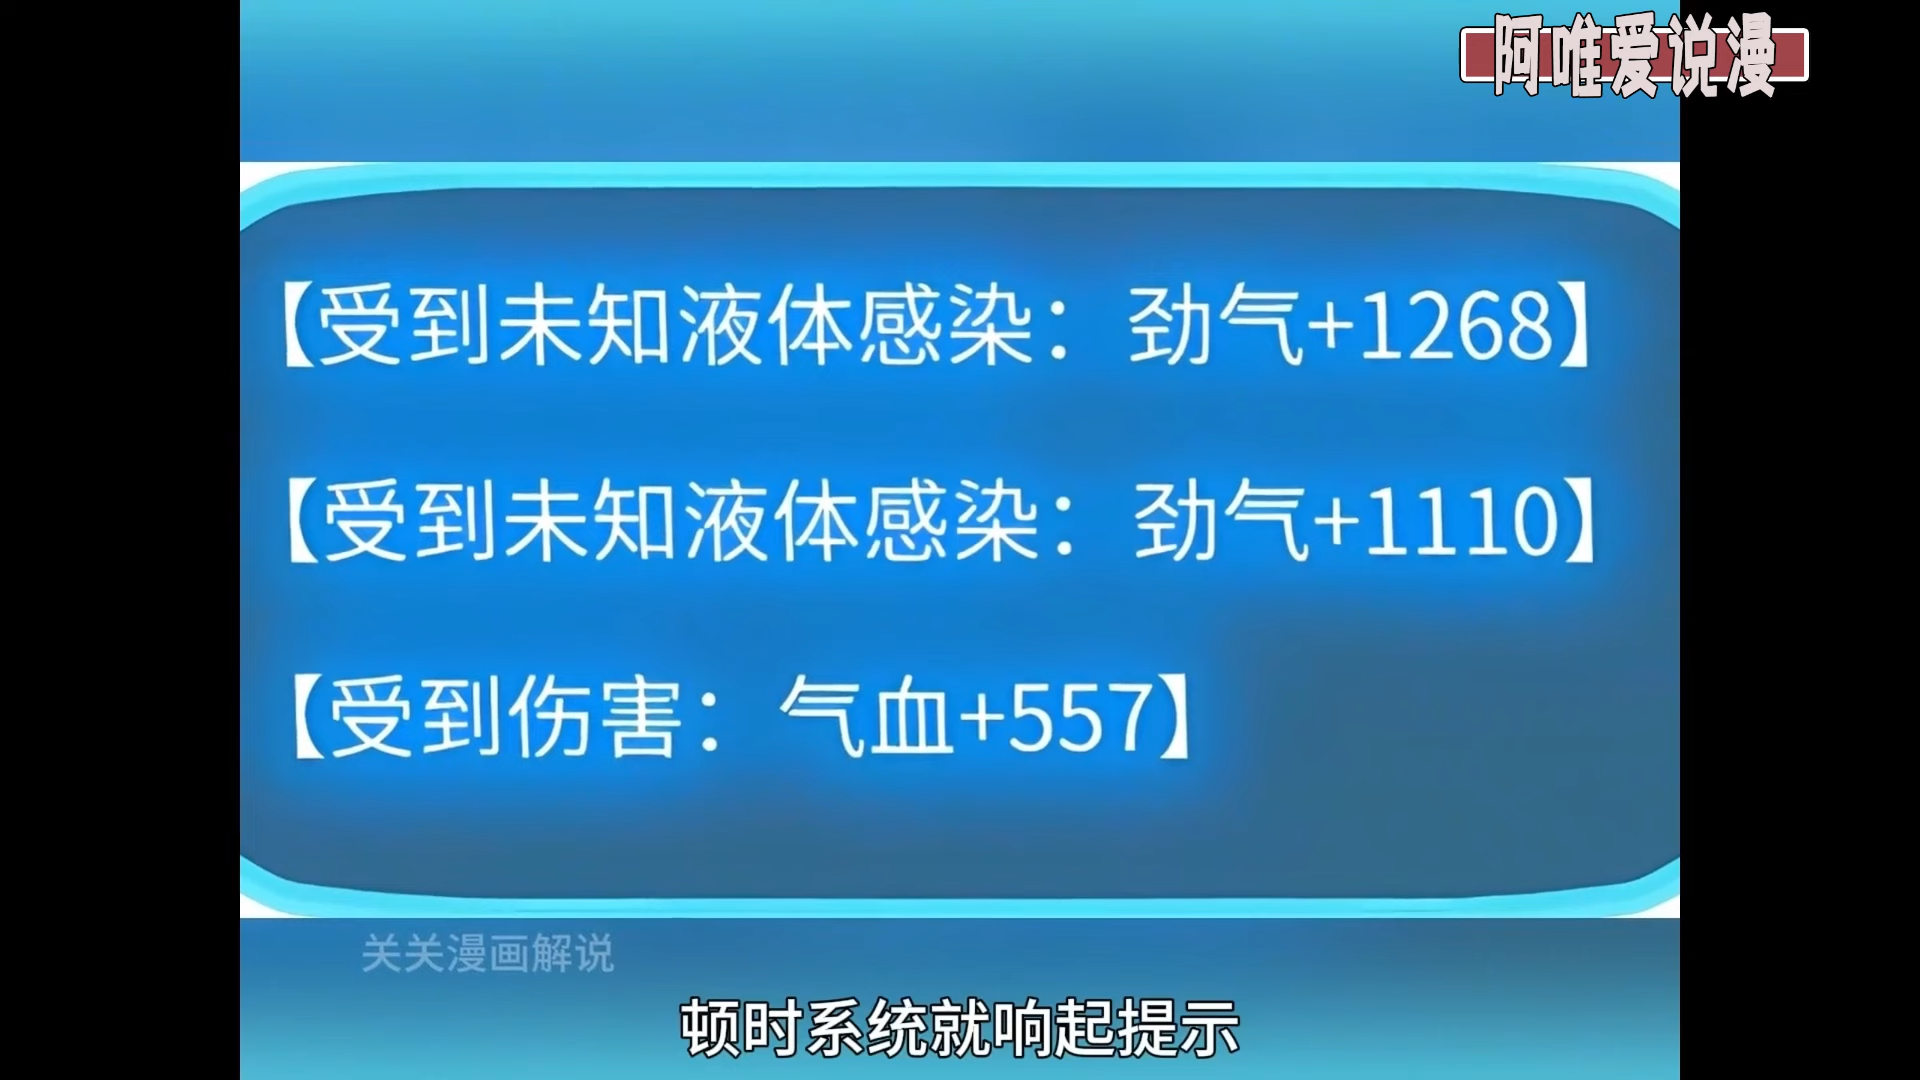 阿唯爱说漫
【受到未知液体感染：劲气+1268】
【受到未知液体感染：劲气+1110】
【受到伤害：气血+557】
关关漫画解说
顿时系统就响起提示